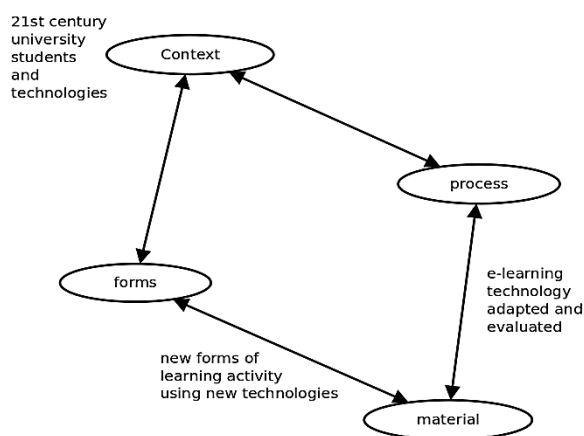 21st century
university
students
and
technologies
Context
process
forms
e-learning
technology
adapted and
evaluated
new forms of
learning activity
using new technologies
material